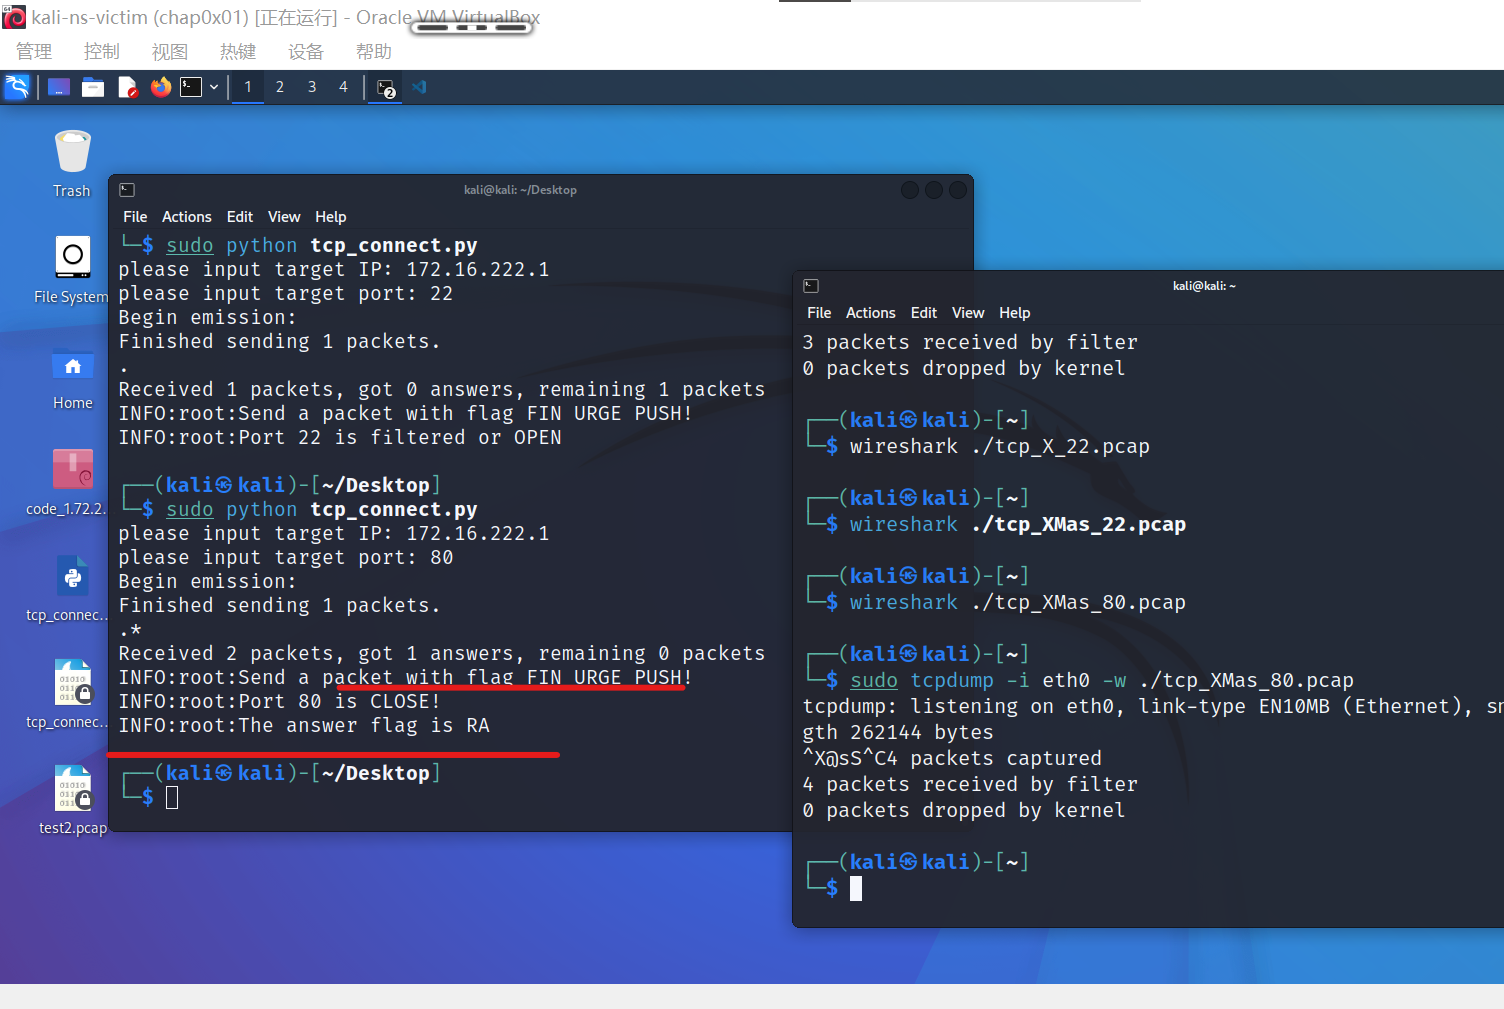 kali-ns-victim (chap0x01) [正在运行] - Oracle VM VirtualBox
管理 控制 视图 热键 设备 帮助
1 2 3 4 2
Trash
File System
Home
code_1.72.2.
tcp_connec...
tcp_connec...
test2.pcap
kali@kali: ~/Desktop
File Actions Edit View Help
└─$ sudo python tcp_connect.py
please input target IP: 172.16.222.1
please input target port: 22
Begin emission:
Finished sending 1 packets.
.
Received 1 packets, got 0 answers, remaining 1 packets
INFO:root:Send a packet with flag FIN URGE PUSH!
INFO:root:Port 22 is filtered or OPEN
┌──(kali㉿kali)-[~/Desktop]
└─$ sudo python tcp_connect.py
please input target IP: 172.16.222.1
please input target port: 80
Begin emission:
Finished sending 1 packets.
.*
Received 2 packets, got 1 answers, remaining 0 packets
INFO:root:Send a packet with flag FIN URGE PUSH!
INFO:root:Port 80 is CLOSE!
INFO:root:The answer flag is RA
┌──(kali㉿kali)-[~/Desktop]
└─$
kali@kali: ~
File Actions Edit View Help
3 packets received by filter
0 packets dropped by kernel
┌──(kali㉿kali)-[~]
└─$ wireshark ./tcp_X_22.pcap
┌──(kali㉿kali)-[~]
└─$ wireshark ./tcp_XMas_22.pcap
┌──(kali㉿kali)-[~]
└─$ wireshark ./tcp_XMas_80.pcap
┌──(kali㉿kali)-[~]
└─$ sudo tcpdump -i eth0 -w ./tcp_XMas_80.pcap
tcpdump: listening on eth0, link-type EN10MB (Ethernet), sn
gth 262144 bytes
^X@sS^C4 packets captured
4 packets received by filter
0 packets dropped by kernel
┌──(kali㉿kali)-[~]
└─$